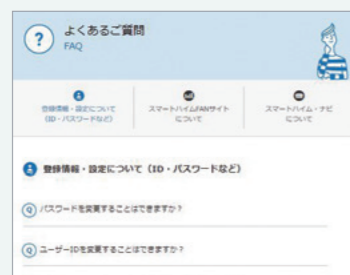 ?
よくあるご質問
FAQ
登録情報・設定について
(ID・パスワードなど)
スマートハイムFANサイト
について
スマートハイム・ナビ
について
登録情報・設定について（ID・パスワードなど）
Q パスワードを変更することはできますか？
Q ユーザーIDを変更することはできますか？